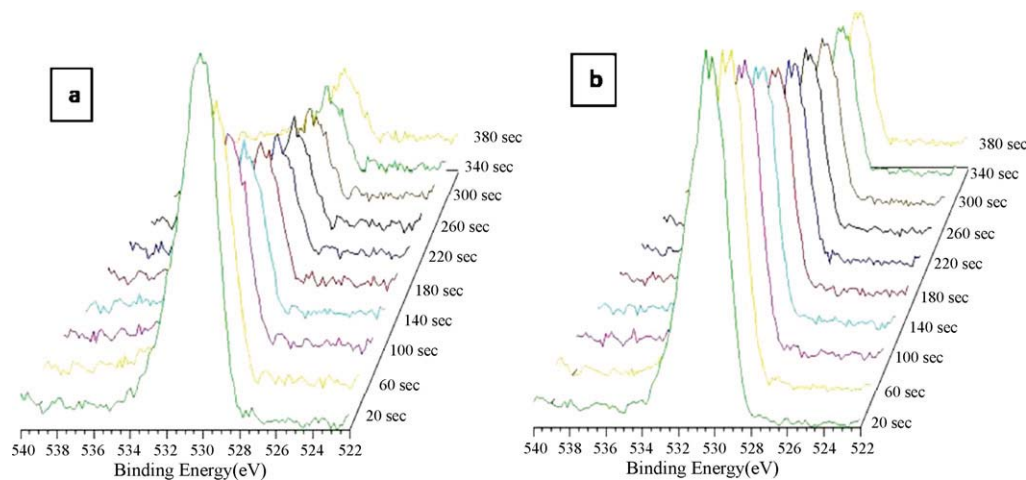 a
380 sec
340 sec
300 sec
260 sec
220 sec
180 sec
140 sec
100 sec
60 sec
20 sec
540 538 536 534 532 530 528 526 524 522
Binding Energy(eV)
b
380 sec
340 sec
300 sec
260 sec
220 sec
180 sec
140 sec
100 sec
60 sec
20 sec
540 538 536 534 532 530 528 526 524 522
Binding Energy(eV)